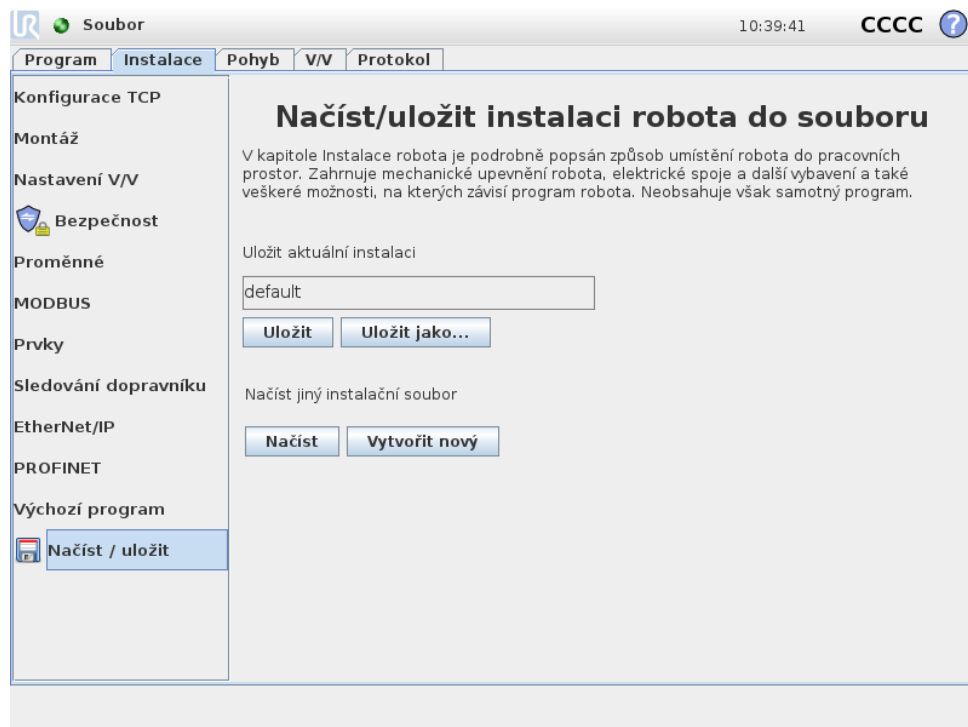 UR Soubor 10:39:41 CCCC ?
Program Instalace Pohyb V/V Protokol
Konfigurace TCP
Montáž
Nastavení V/V
Bezpečnost
Proměnné
MODBUS
Prvky
Sledování dopravníku
EtherNet/IP
PROFINET
Výchozí program
Načíst / uložit
Načíst/uložit instalaci robota do souboru
V kapitole Instalace robota je podrobně popsán způsob umístění robota do pracovních
prostor. Zahrnuje mechanické upevnění robota, elektrické spoje a další vybavení a také
veškeré možnosti, na kterých závisí program robota. Neobsahuje však samotný program.
Uložit aktuální instalaci
default
Uložit Uložit jako...
Načíst jiný instalační soubor
Načíst Vytvořit nový